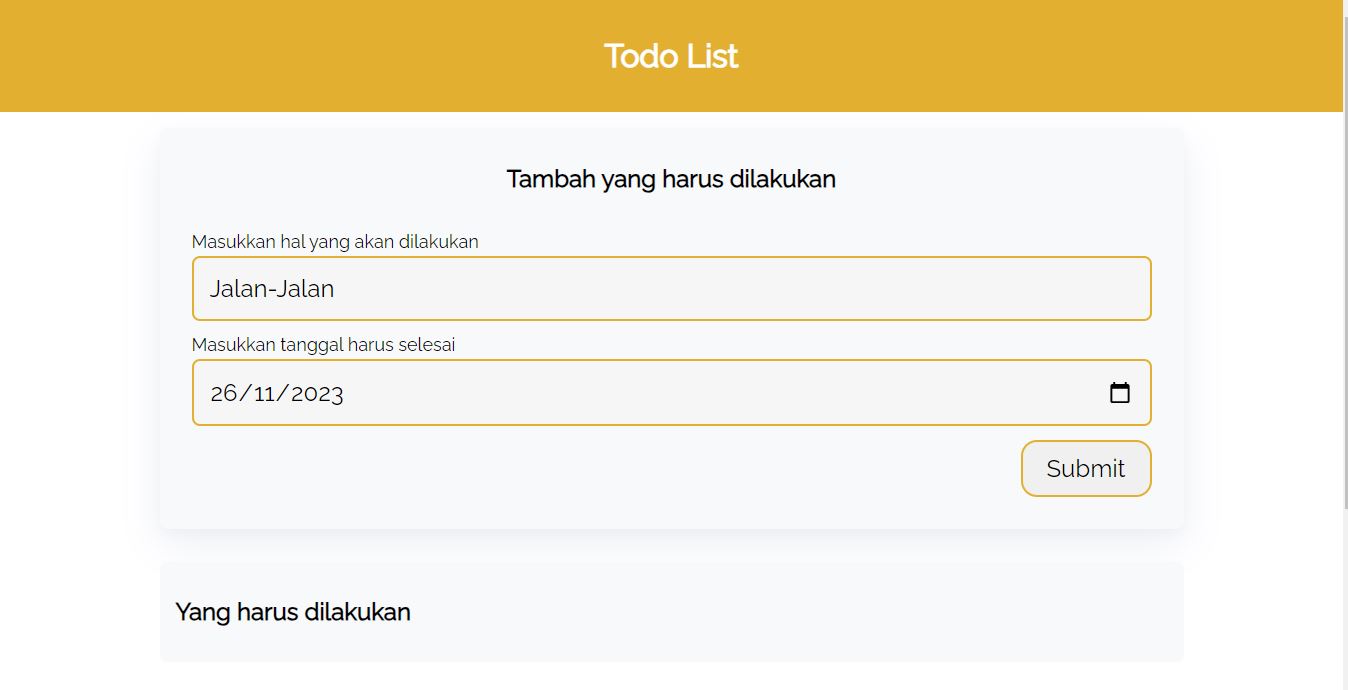 Todo List
Tambah yang harus dilakukan
Masukkan hal yang akan dilakukan
Jalan-Jalan
Masukkan tanggal harus selesai
26/11/2023
Submit
Yang harus dilakukan